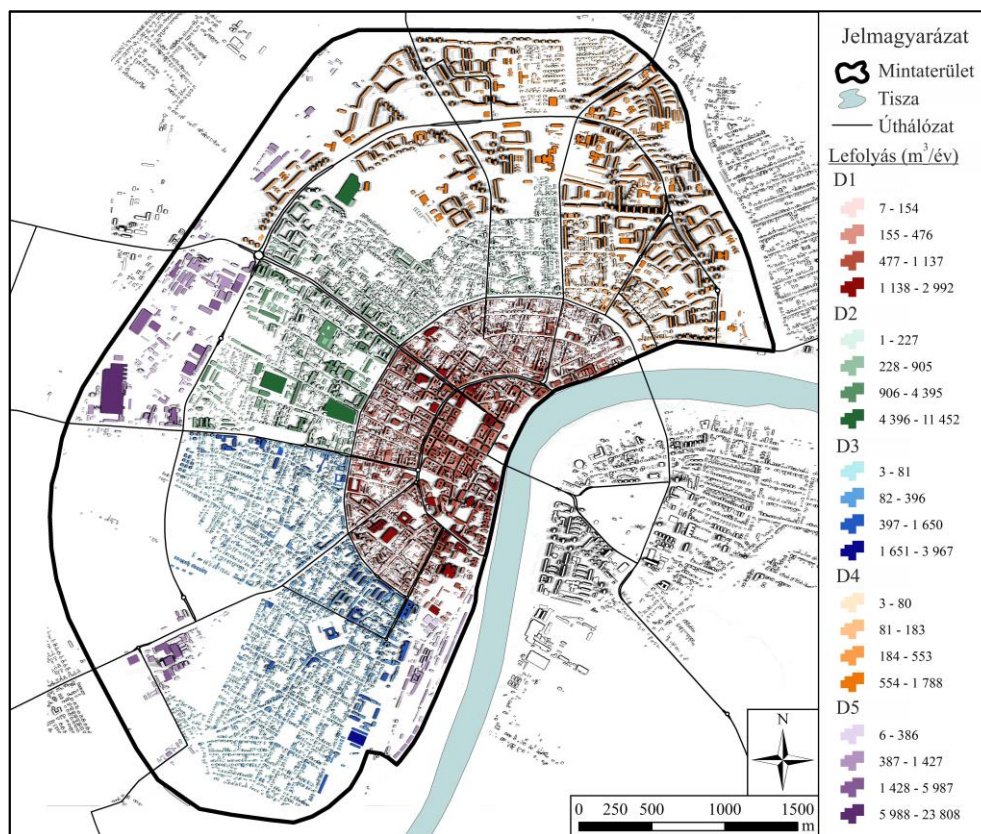 Jelmagyarázat
Mintaterület
Tisza
Úthálózat
Lefolyás (m³/év)
D1
7 - 154
155 - 476
477 - 1 137
1 138 - 2 992
D2
1 - 227
228 - 905
906 - 4 395
4 396 - 11 452
D3
3 - 81
82 - 396
397 - 1 650
1 651 - 3 967
D4
3 - 80
81 - 183
184 - 553
554 - 1 788
D5
6 - 386
387 - 1 427
1 428 - 5 987
5 988 - 23 808
N
0 250 500 1000 1500
m